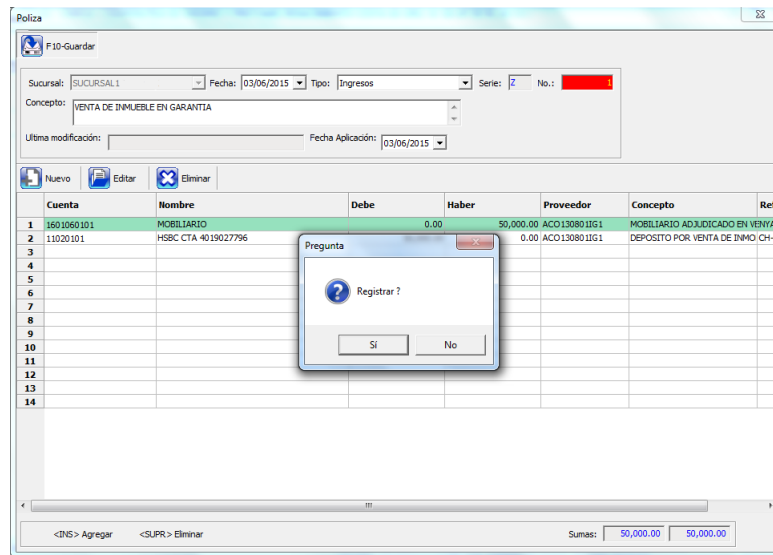 Poliza
F10-Guardar
Sucursal: SUCURSAL1 Fecha: 03/06/2015 Tipo: Ingresos Serie: Z No.: 1
Concepto: VENTA DE INMUEBLE EN GARANTIA
Ultima modificación: Fecha Aplicación: 03/06/2015
Nuevo Editar Eliminar
Cuenta Nombre Debe Haber Proveedor Concepto Ref
1 1601060101 MOBILIARIO 0.00 50,000.00 ACO130801IG1 MOBILIARIO ADJUDICADO EN VENYA
2 11020101 HSBC CTA 4019027796 0.00 ACO130801IG1 DEPOSITO POR VENTA DE INMO CH-
3
4
5
6
7
8
9
10
11
12
13
14
Pregunta
Registrar ?
Sí No
<INS> Agregar <SUPR> Eliminar Sumas: 50,000.00 50,000.00